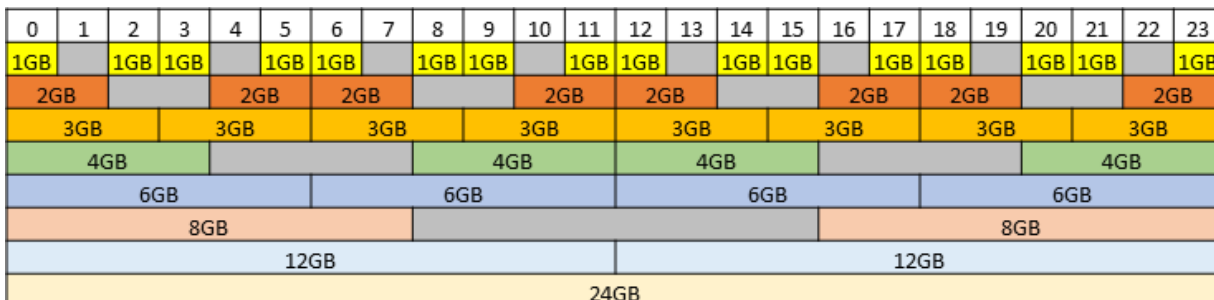 0 1 2 3 4 5 6 7 8 9 10 11 12 13 14 15 16 17 18 19 20 21 22 23
1GB 1GB 1GB 1GB 1GB 1GB 1GB 1GB 1GB 1GB 1GB 1GB 1GB 1GB 1GB 1GB
2GB 2GB 2GB 2GB 2GB 2GB 2GB 2GB
3GB 3GB 3GB 3GB 3GB 3GB 3GB 3GB
4GB 4GB 4GB 4GB
6GB 6GB 6GB 6GB
8GB 8GB
12GB 12GB
24GB